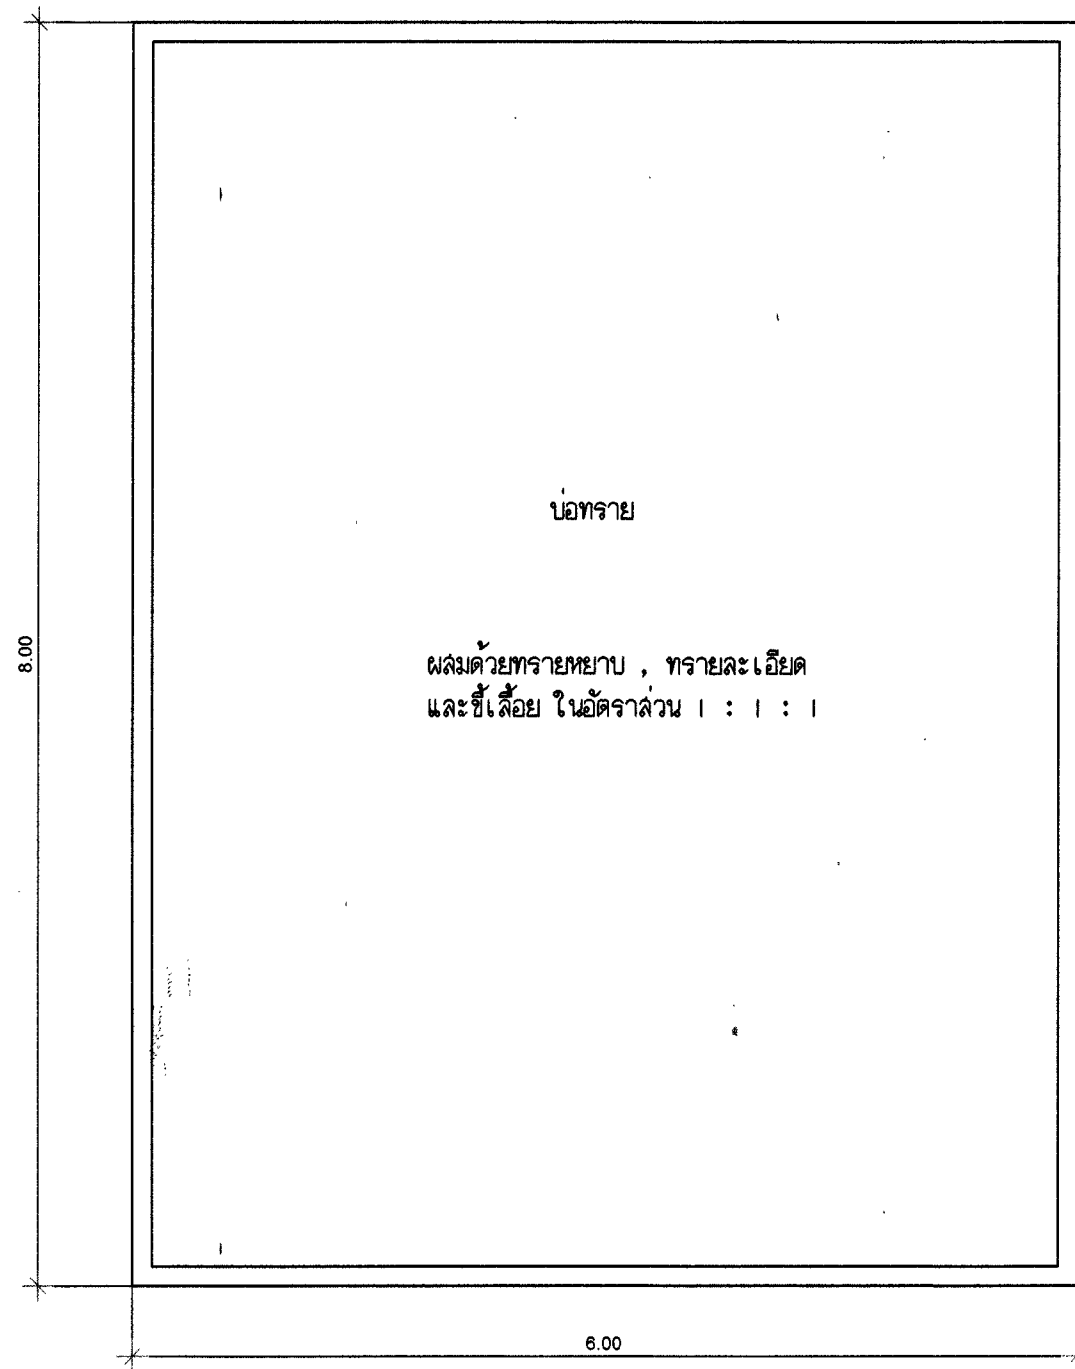 บ่อทราย
ผสมด้วยทรายหยาบ , ทรายละเอียด
และขี้เลื่อย ในอัตราส่วน 1 : 1 : 1
8.00
6.00